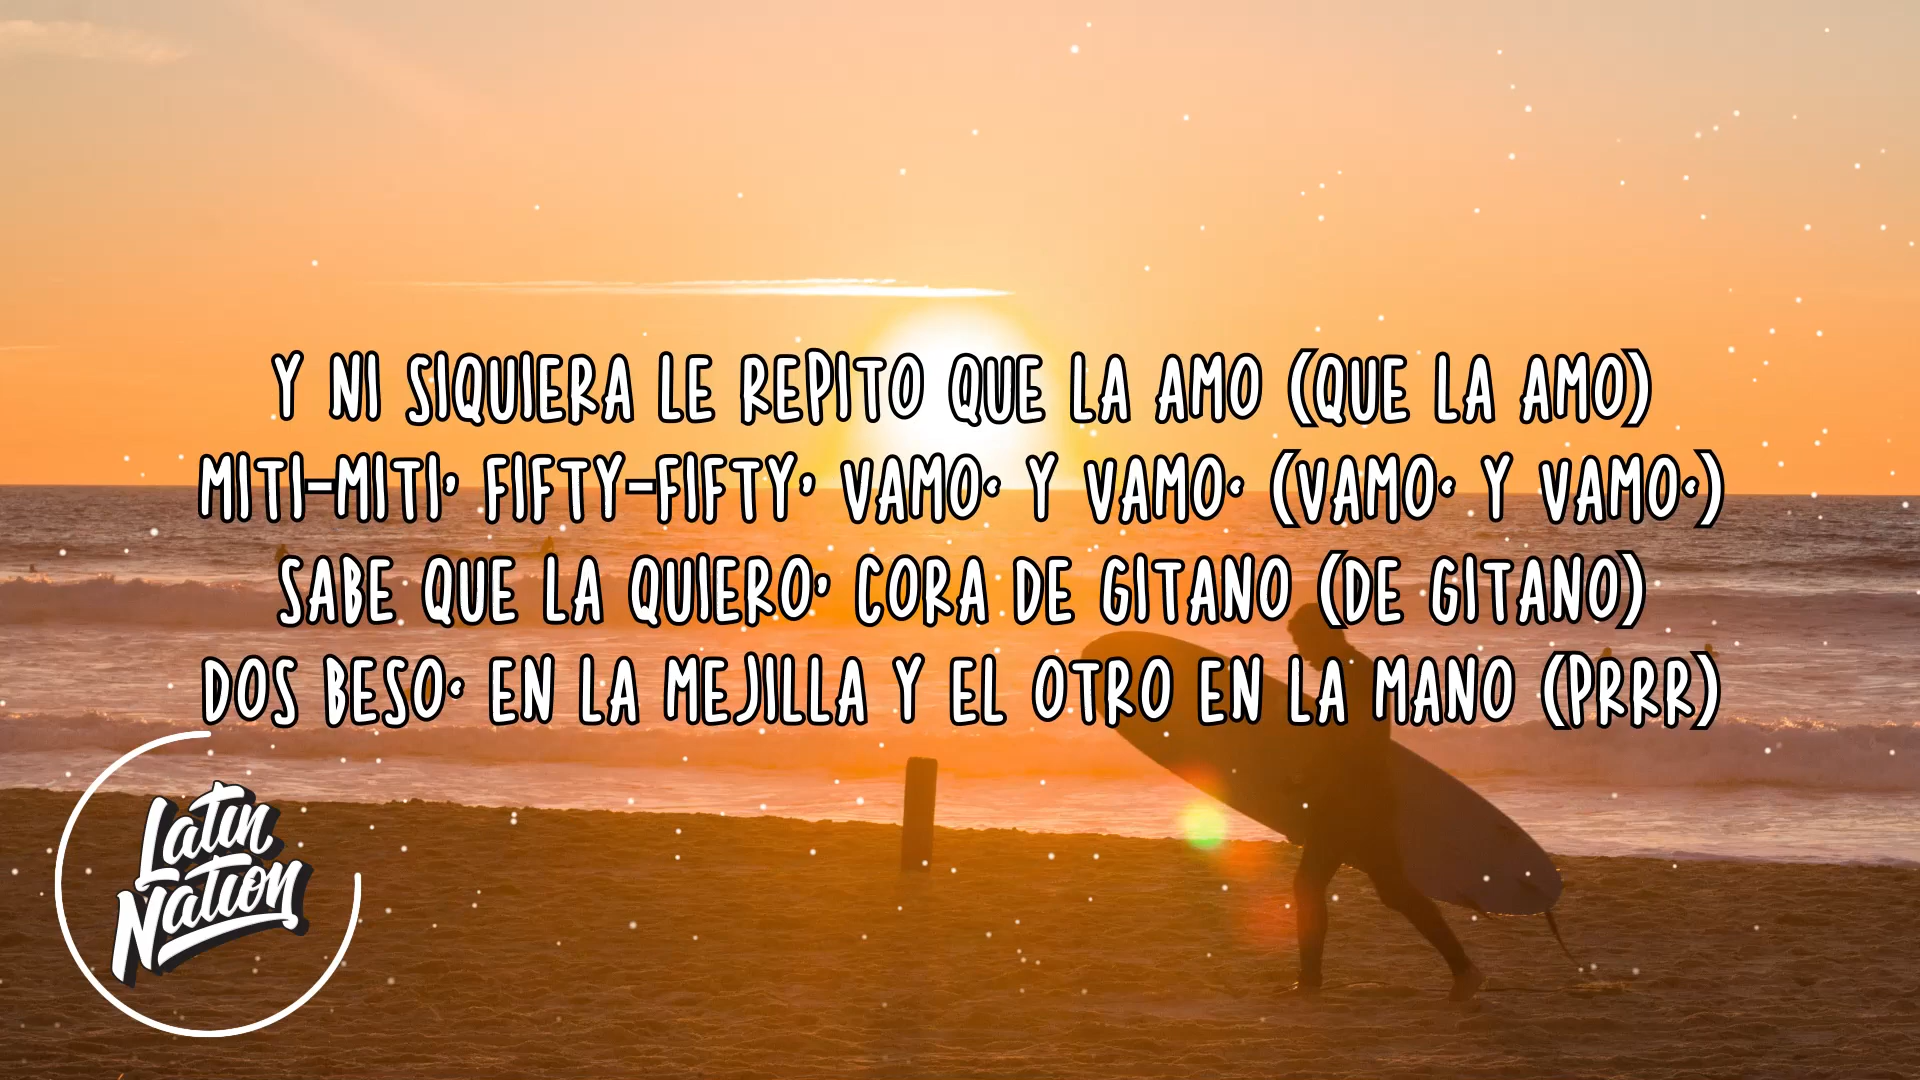 Y NI SIQUIERA LE REPITO QUE LA AMO (QUE LA AMO)
MITI-MITI, FIFTY-FIFTY, VAMO' Y VAMO' (VAMO' Y VAMO')
SABE QUE LA QUIERO, CORA DE GITANO (DE GITANO)
DOS BESO' EN LA MEJILLA Y EL OTRO EN LA MANO (PRRR)
Latin
Nation